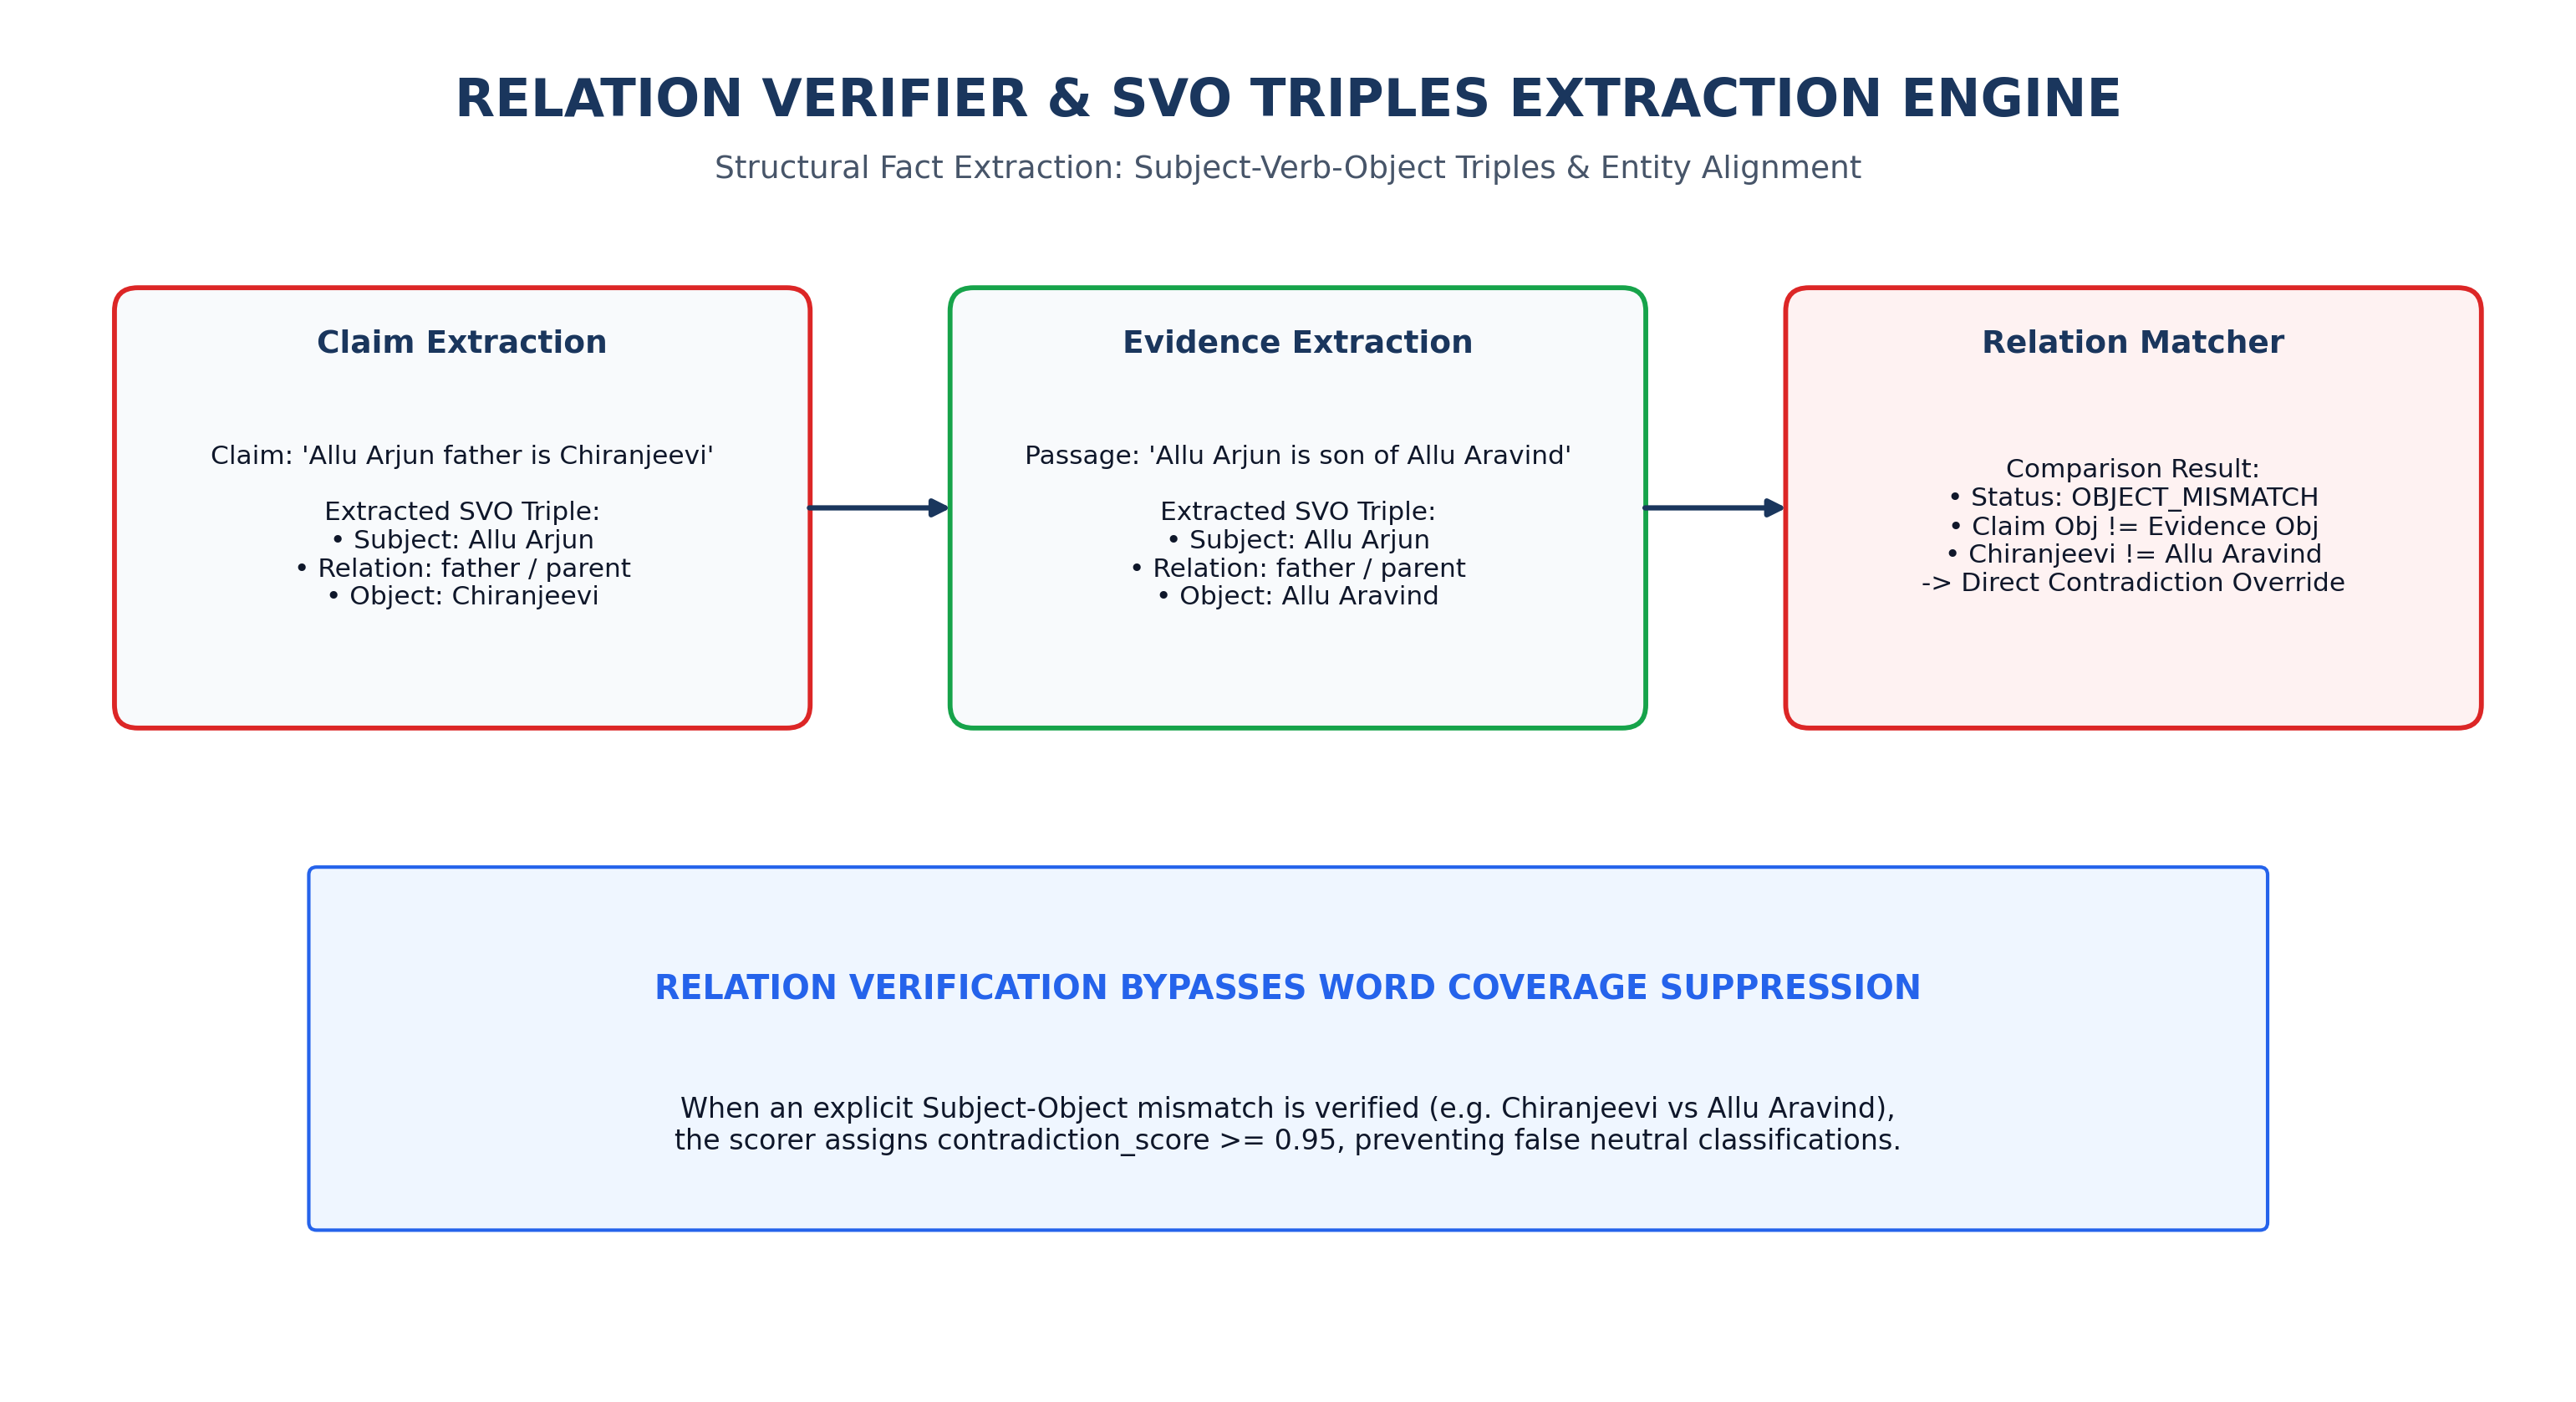 RELATION VERIFIER & SVO TRIPLES EXTRACTION ENGINE
Structural Fact Extraction: Subject-Verb-Object Triples & Entity Alignment
Claim Extraction
Claim: 'Allu Arjun father is Chiranjeevi'
Extracted SVO Triple:
• Subject: Allu Arjun
• Relation: father / parent
• Object: Chiranjeevi
Evidence Extraction
Passage: 'Allu Arjun is son of Allu Aravind'
Extracted SVO Triple:
• Subject: Allu Arjun
• Relation: father / parent
• Object: Allu Aravind
Relation Matcher
Comparison Result:
• Status: OBJECT_MISMATCH
• Claim Obj != Evidence Obj
• Chiranjeevi != Allu Aravind
-> Direct Contradiction Override
RELATION VERIFICATION BYPASSES WORD COVERAGE SUPPRESSION
When an explicit Subject-Object mismatch is verified (e.g. Chiranjeevi vs Allu Aravind),
the scorer assigns contradiction_score >= 0.95, preventing false neutral classifications.